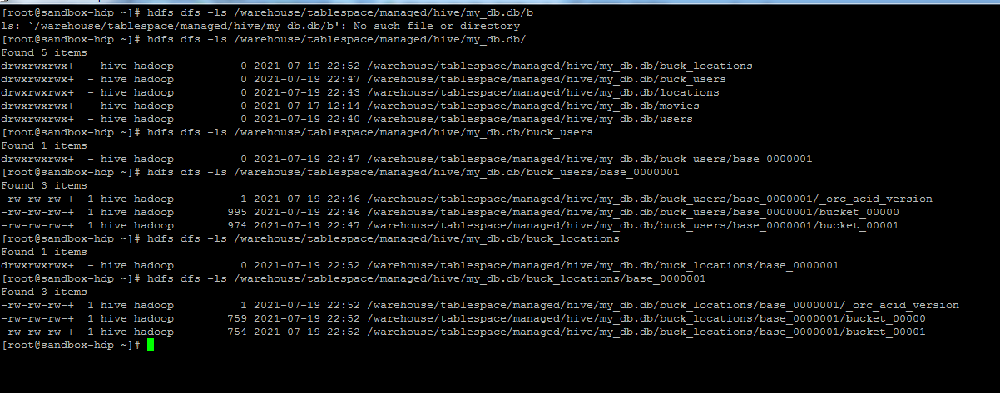 [root@sandbox-hdp ~]# hdfs dfs -ls /warehouse/tablespace/managed/hive/my_db.db/b
ls: `/warehouse/tablespace/managed/hive/my_db.db/b': No such file or directory
[root@sandbox-hdp ~]# hdfs dfs -ls /warehouse/tablespace/managed/hive/my_db.db/
Found 5 items
drwxrwxrwx+  - hive hadoop          0 2021-07-19 22:52 /warehouse/tablespace/managed/hive/my_db.db/buck_locations
drwxrwxrwx+  - hive hadoop          0 2021-07-19 22:47 /warehouse/tablespace/managed/hive/my_db.db/buck_users
drwxrwxrwx+  - hive hadoop          0 2021-07-19 22:43 /warehouse/tablespace/managed/hive/my_db.db/locations
drwxrwxrwx+  - hive hadoop          0 2021-07-17 12:14 /warehouse/tablespace/managed/hive/my_db.db/movies
drwxrwxrwx+  - hive hadoop          0 2021-07-19 22:40 /warehouse/tablespace/managed/hive/my_db.db/users
[root@sandbox-hdp ~]# hdfs dfs -ls /warehouse/tablespace/managed/hive/my_db.db/buck_users
Found 1 items
drwxrwxrwx+  - hive hadoop          0 2021-07-19 22:47 /warehouse/tablespace/managed/hive/my_db.db/buck_users/base_0000001
[root@sandbox-hdp ~]# hdfs dfs -ls /warehouse/tablespace/managed/hive/my_db.db/buck_users/base_0000001
Found 3 items
-rw-rw-rw-+  1 hive hadoop          1 2021-07-19 22:46 /warehouse/tablespace/managed/hive/my_db.db/buck_users/base_0000001/_orc_acid_version
-rw-rw-rw-+  1 hive hadoop        995 2021-07-19 22:46 /warehouse/tablespace/managed/hive/my_db.db/buck_users/base_0000001/bucket_00000
-rw-rw-rw-+  1 hive hadoop        974 2021-07-19 22:47 /warehouse/tablespace/managed/hive/my_db.db/buck_users/base_0000001/bucket_00001
[root@sandbox-hdp ~]# hdfs dfs -ls /warehouse/tablespace/managed/hive/my_db.db/buck_locations
Found 1 items
drwxrwxrwx+  - hive hadoop          0 2021-07-19 22:52 /warehouse/tablespace/managed/hive/my_db.db/buck_locations/base_0000001
[root@sandbox-hdp ~]# hdfs dfs -ls /warehouse/tablespace/managed/hive/my_db.db/buck_locations/base_0000001
Found 3 items
-rw-rw-rw-+  1 hive hadoop          1 2021-07-19 22:52 /warehouse/tablespace/managed/hive/my_db.db/buck_locations/base_0000001/_orc_acid_version
-rw-rw-rw-+  1 hive hadoop        759 2021-07-19 22:52 /warehouse/tablespace/managed/hive/my_db.db/buck_locations/base_0000001/bucket_00000
-rw-rw-rw-+  1 hive hadoop        754 2021-07-19 22:52 /warehouse/tablespace/managed/hive/my_db.db/buck_locations/base_0000001/bucket_00001
[root@sandbox-hdp ~]#